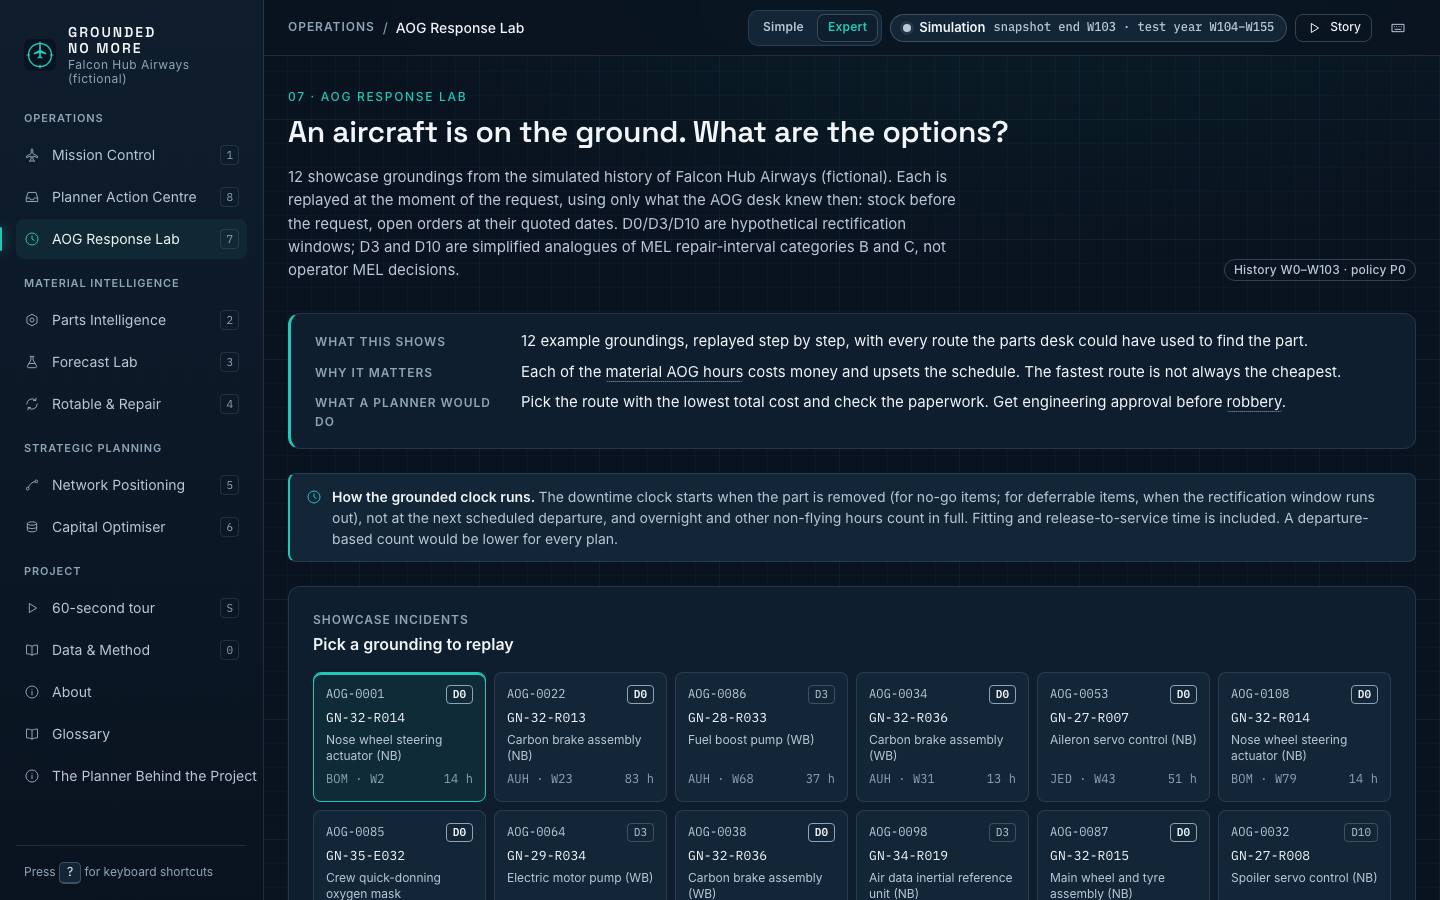 GROUNDED
NO MORE
Falcon Hub Airways
(fictional)
OPERATIONS
Mission Control 1
Planner Action Centre 8
AOG Response Lab 7
MATERIAL INTELLIGENCE
Parts Intelligence 2
Forecast Lab 3
Rotable & Repair 4
STRATEGIC PLANNING
Network Positioning 5
Capital Optimiser 6
PROJECT
60-second tour S
Data & Method 0
About
Glossary
The Planner Behind the Project
Press ? for keyboard shortcuts
OPERATIONS / AOG Response Lab
Simple Expert
Simulation snapshot end W103 · test year W104–W155
Story
07 · AOG RESPONSE LAB
An aircraft is on the ground. What are the options?
12 showcase groundings from the simulated history of Falcon Hub Airways (fictional). Each is
replayed at the moment of the request, using only what the AOG desk knew then: stock before
the request, open orders at their quoted dates. D0/D3/D10 are hypothetical rectification
windows; D3 and D10 are simplified analogues of MEL repair-interval categories B and C, not
operator MEL decisions.
History W0–W103 · policy P0
WHAT THIS SHOWS 12 example groundings, replayed step by step, with every route the parts desk could have used to find the part.
WHY IT MATTERS Each of the material AOG hours costs money and upsets the schedule. The fastest route is not always the cheapest.
WHAT A PLANNER WOULD
DO
Pick the route with the lowest total cost and check the paperwork. Get engineering approval before robbery.
How the grounded clock runs. The downtime clock starts when the part is removed (for no-go items; for deferrable items, when the rectification window runs
out), not at the next scheduled departure, and overnight and other non-flying hours count in full. Fitting and release-to-service time is included. A departure-
based count would be lower for every plan.
SHOWCASE INCIDENTS
Pick a grounding to replay
AOG-0001 D0
GN-32-R014
Nose wheel steering
actuator (NB)
BOM · W2 14 h
AOG-0022 D0
GN-32-R013
Carbon brake assembly
(NB)
AUH · W23 83 h
AOG-0086 D3
GN-28-R033
Fuel boost pump (WB)
AUH · W68 37 h
AOG-0034 D0
GN-32-R036
Carbon brake assembly
(WB)
AUH · W31 13 h
AOG-0053 D0
GN-27-R007
Aileron servo control (NB)
JED · W43 51 h
AOG-0108 D0
GN-32-R014
Nose wheel steering
actuator (NB)
BOM · W79 14 h
AOG-0085 D0
GN-35-E032
Crew quick-donning
oxygen mask
AOG-0064 D3
GN-29-R034
Electric motor pump (WB)
AOG-0038 D0
GN-32-R036
Carbon brake assembly
(WB)
AOG-0098 D3
GN-34-R019
Air data inertial reference
unit (NB)
AOG-0087 D0
GN-32-R015
Main wheel and tyre
assembly (NB)
AOG-0032 D10
GN-27-R008
Spoiler servo control (NB)